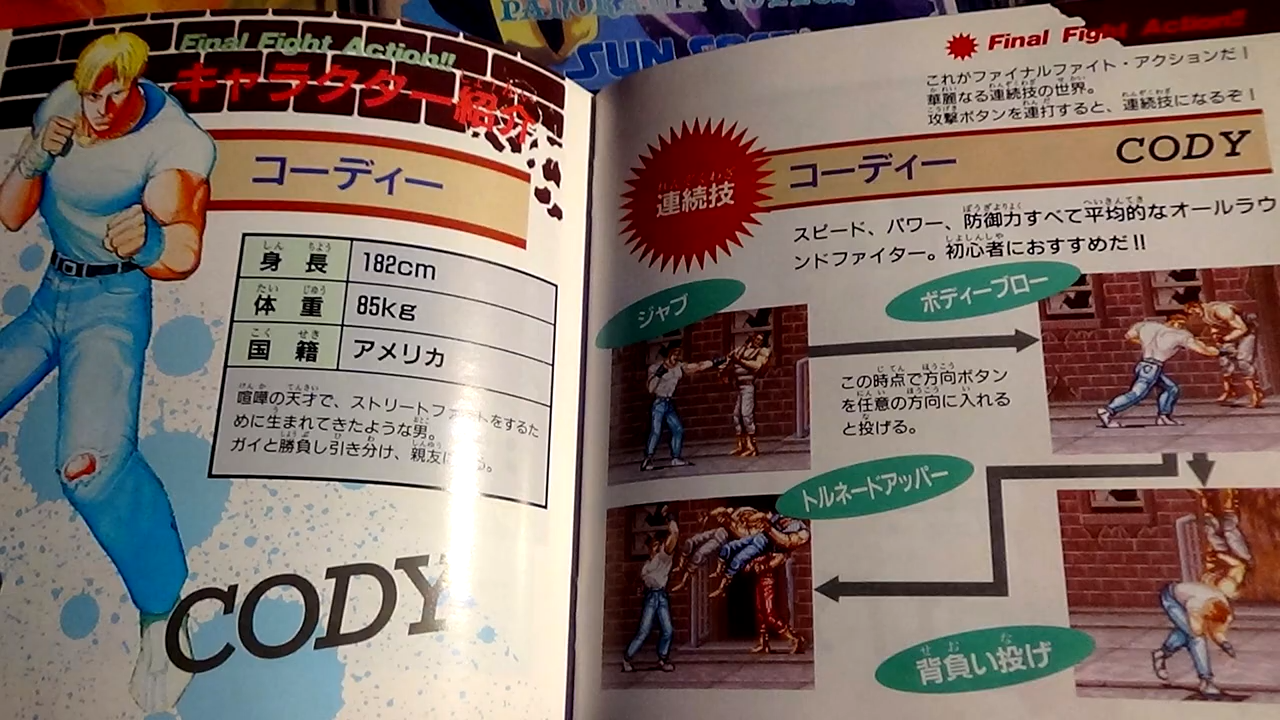 Final Fight Action!!
キャラクター紹介
コーディー
身長 182cm
体重 85kg
国籍 アメリカ
喧嘩の天才で、ストリートファイトをするた
めに生まれてきたような男。
ガイと勝負し引き分け、親友
CODY
Final Fight Action!!
これがファイナルファイト・アクションだ!
華麗なる連続技の世界。
攻撃ボタンを連打すると、連続技になるぞ!
連続技
コーディー CODY
スピード、パワー、防御力すべて平均的なオールラウ
ンドファイター。初心者におすすめだ!!
ジャブ
ボディーブロー
この時点で方向ボタン
を任意の方向に入れる
と投げる。
トルネードアッパー
背負い投げ